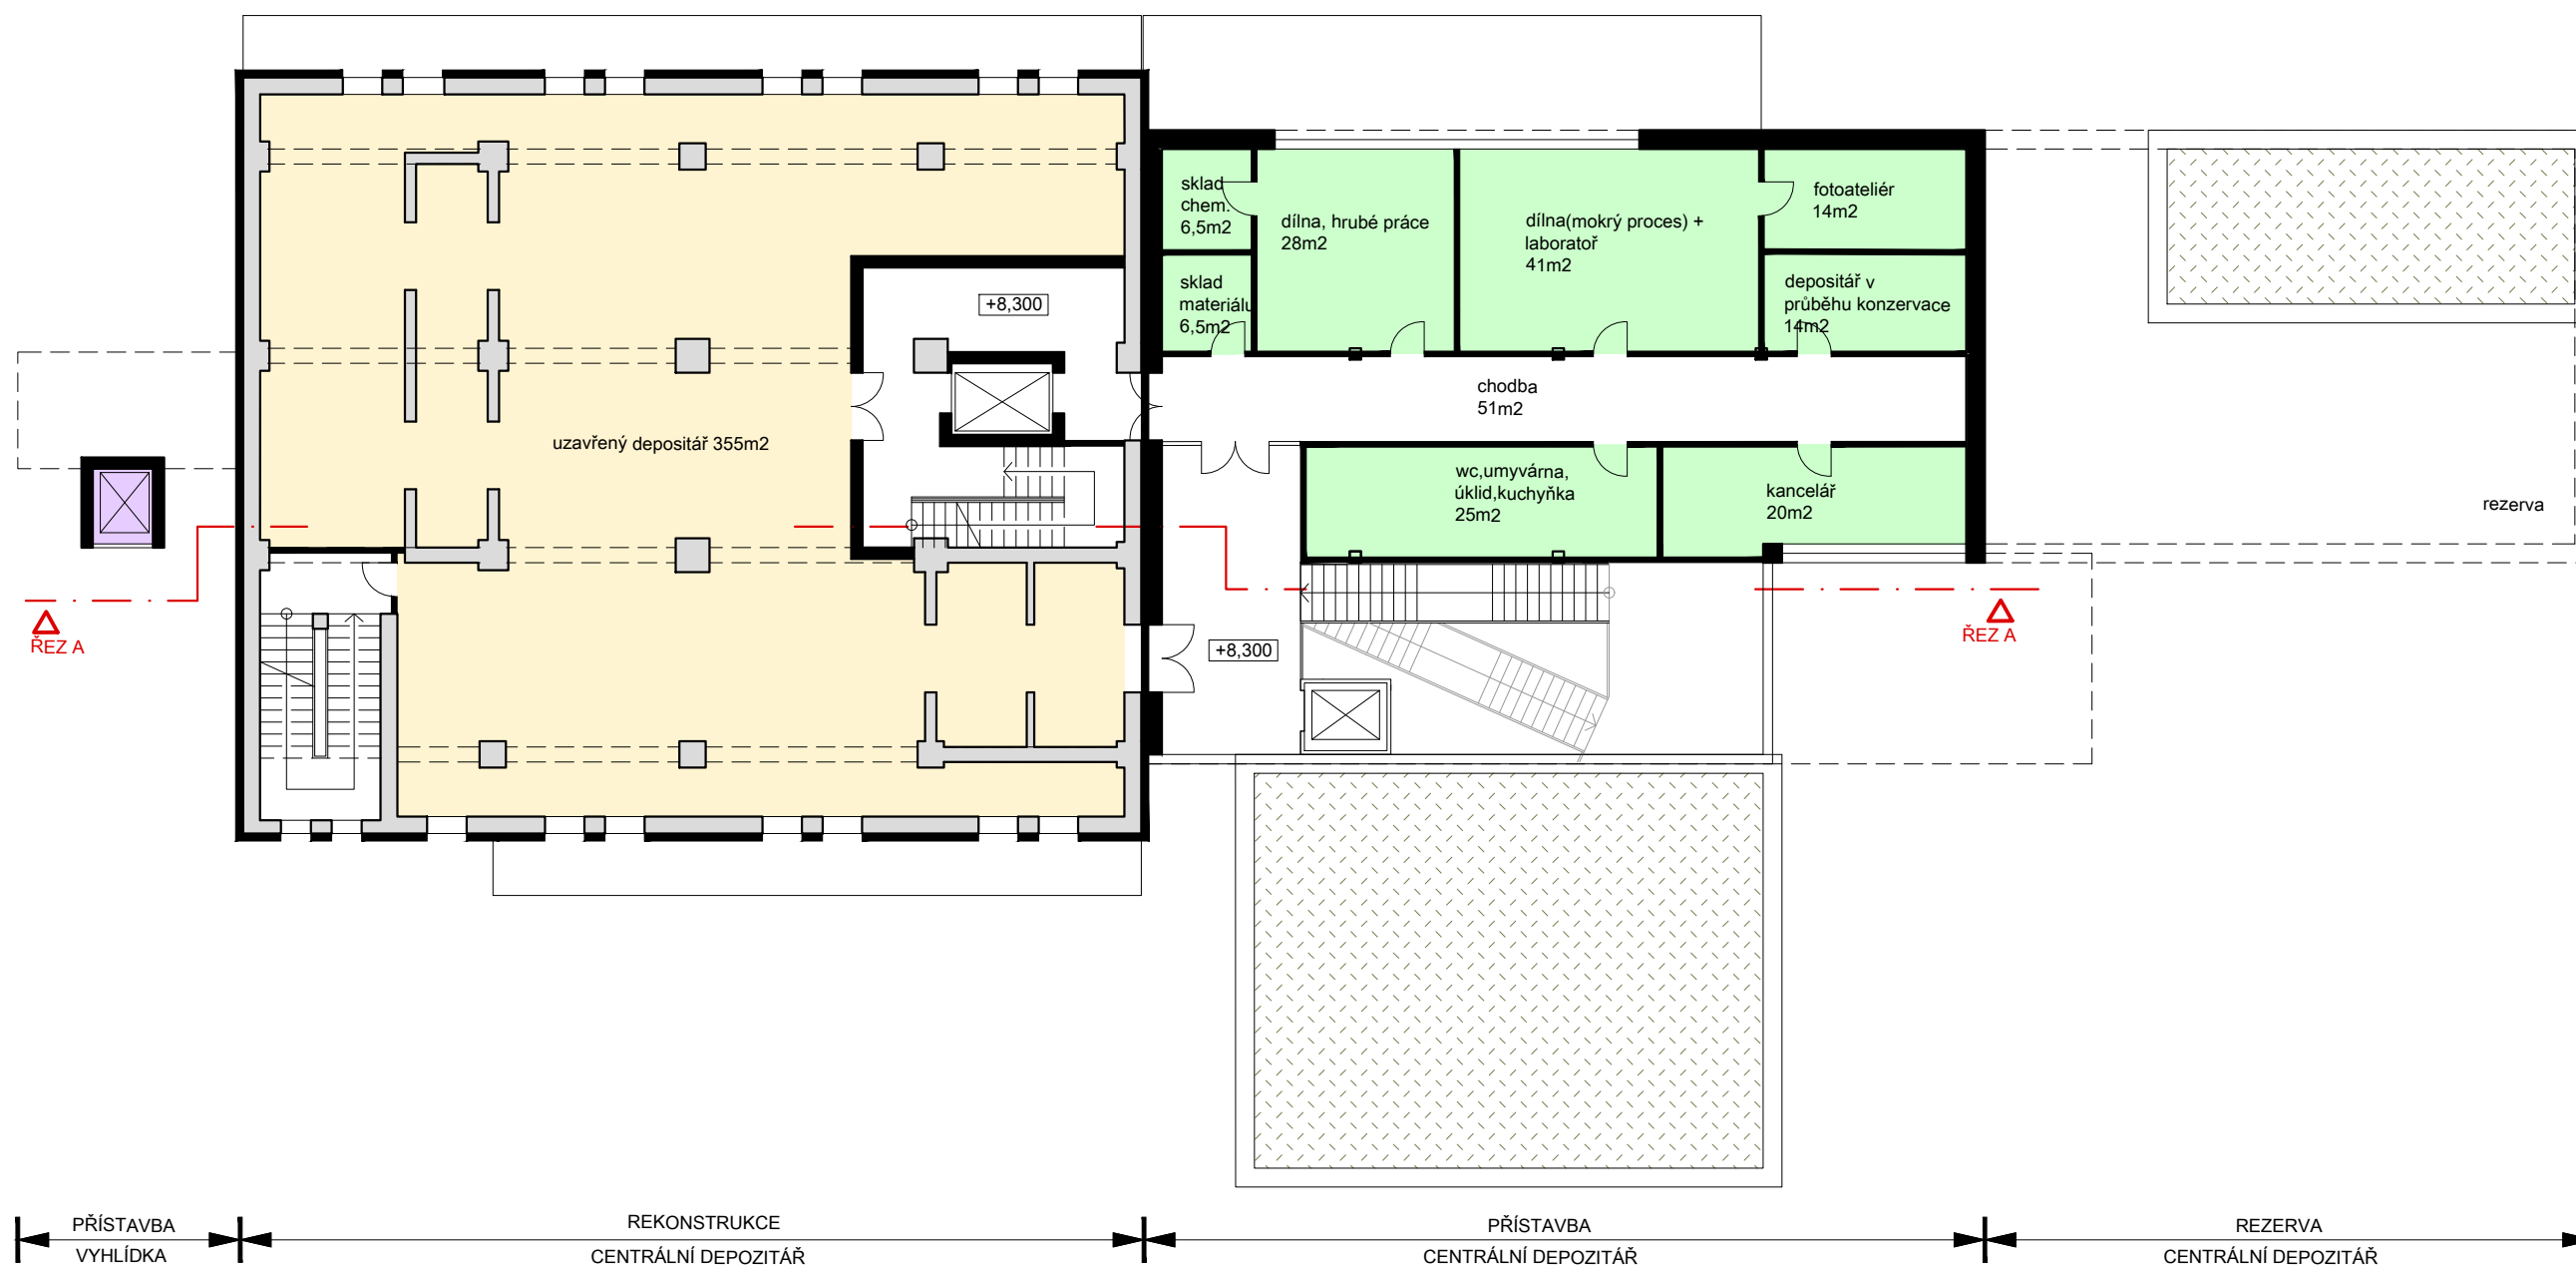 sklad
chem.
6,5m2
dílna, hrubé práce
28m2
dílna(mokrý proces) +
laboratoř
41m2
fotoateliér
14m2
sklad
materiálu
6,5m2
depositář v
průběhu konzervace
14m2
+8,300
chodba
51m2
uzavřený depositář 355m2
wc,umyvárna,
úklid,kuchyňka
25m2
kancelář
20m2
rezerva
ŘEZ A
+8,300
ŘEZ A
PŘÍSTAVBA
VYHLÍDKA
REKONSTRUKCE
CENTRÁLNÍ DEPOZITÁŘ
PŘÍSTAVBA
CENTRÁLNÍ DEPOZITÁŘ
REZERVA
CENTRÁLNÍ DEPOZITÁŘ